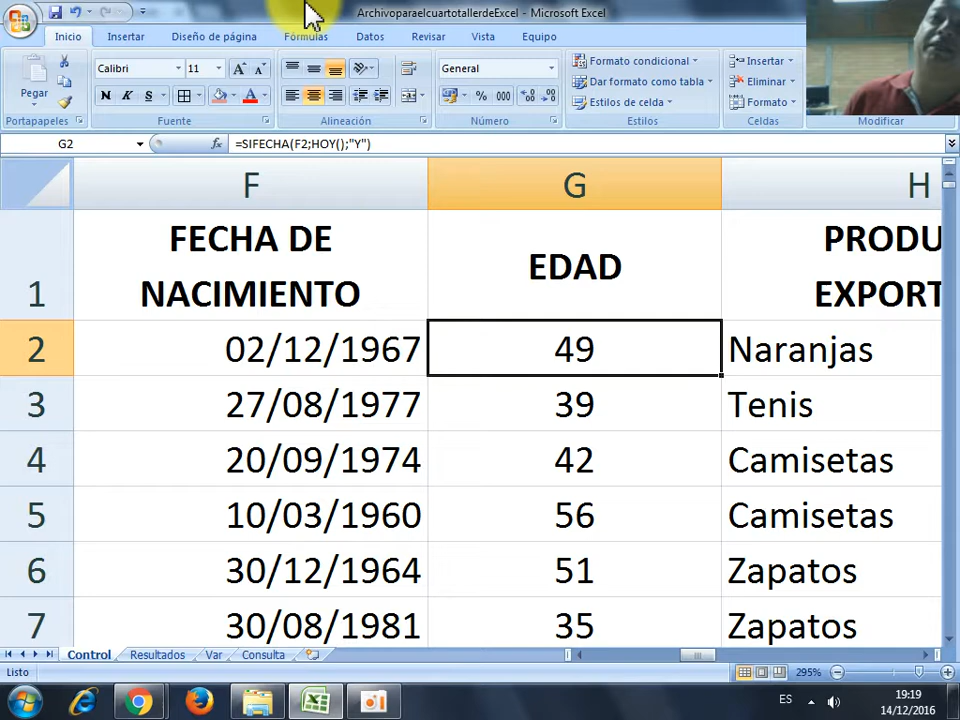 ArchivoparaelcuartotallerdeExcel - Microsoft Excel
Inicio Insertar Diseño de página Fórmulas Datos Revisar Vista Equipo
Pegar
Calibri 11
N K S
General
% 000
Formato condicional
Dar formato como tabla
Estilos de celda
Insertar
Eliminar
Formato
Portapapeles Fuente Alineación Número Estilos Celdas Modificar
G2 fx =SIFECHA(F2;HOY();"Y")
F G H
1 FECHA DE NACIMIENTO EDAD PRODU EXPORT
2 02/12/1967 49 Naranjas
3 27/08/1977 39 Tenis
4 20/09/1974 42 Camisetas
5 10/03/1960 56 Camisetas
6 30/12/1964 51 Zapatos
7 30/08/1981 35 Zapatos
Control Resultados Var Consulta
Listo 295%
ES 19:19
14/12/2016